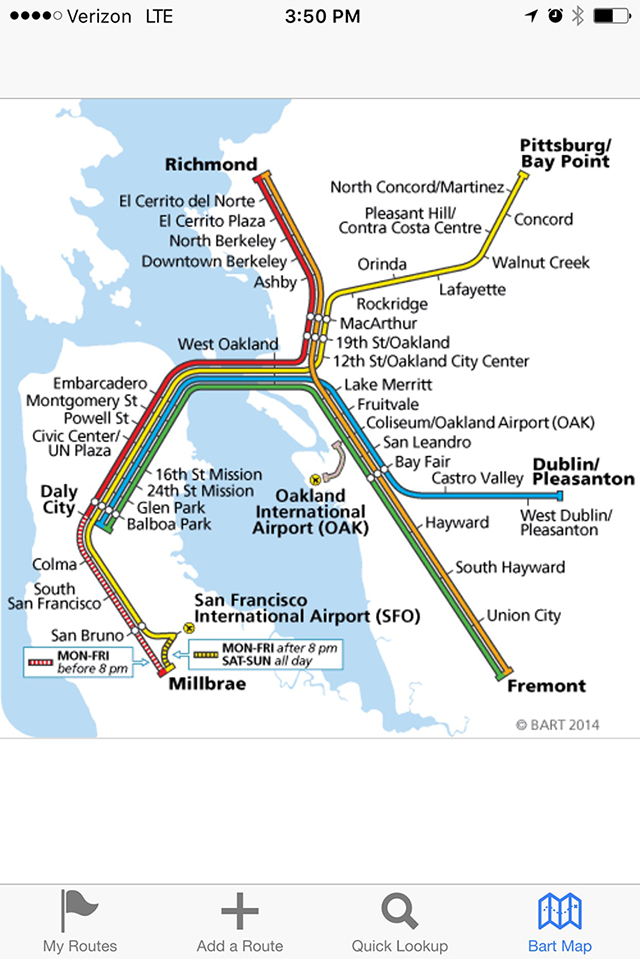 Verizon LTE
3:50 PM
Richmond
Pittsburg/
Bay Point
El Cerrito del Norte
El Cerrito Plaza
North Berkeley
Downtown Berkeley
Ashby
North Concord/Martinez
Pleasant Hill/
Contra Costa Centre
Concord
Walnut Creek
Orinda
Lafayette
Rockridge
MacArthur
19th St/Oakland
12th St/Oakland City Center
West Oakland
Lake Merritt
Fruitvale
Coliseum/Oakland Airport (OAK)
San Leandro
Bay Fair
Castro Valley
Dublin/
Pleasanton
West Dublin/
Pleasanton
Embarcadero
Montgomery St
Powell St
Civic Center/
UN Plaza
16th St Mission
24th St Mission
Glen Park
Balboa Park
Daly
City
Oakland
International
Airport (OAK)
Hayward
South Hayward
Union City
Fremont
Colma
South
San Francisco
San Bruno
San Francisco
International Airport (SFO)
MON-FRI
before 8 pm
MON-FRI after 8 pm
SAT-SUN all day
Millbrae
© BART 2014
My Routes
Add a Route
Quick Lookup
Bart Map